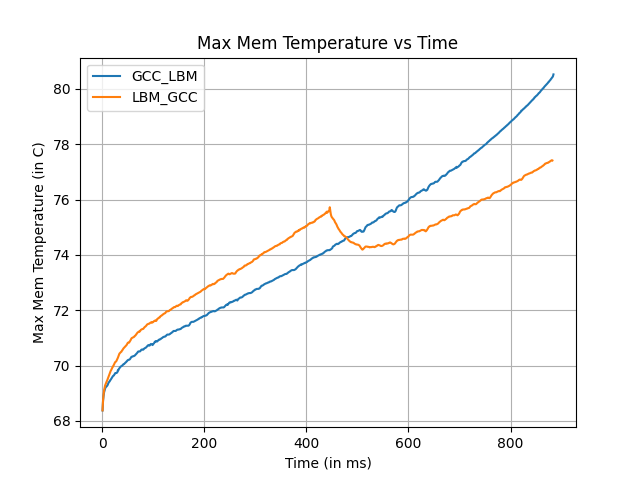 Max Mem Temperature vs Time
GCC_LBM
LBM_GCC
Max Mem Temperature (in C)
80
78
76
74
72
70
68
0
200
400
600
800
Time (in ms)